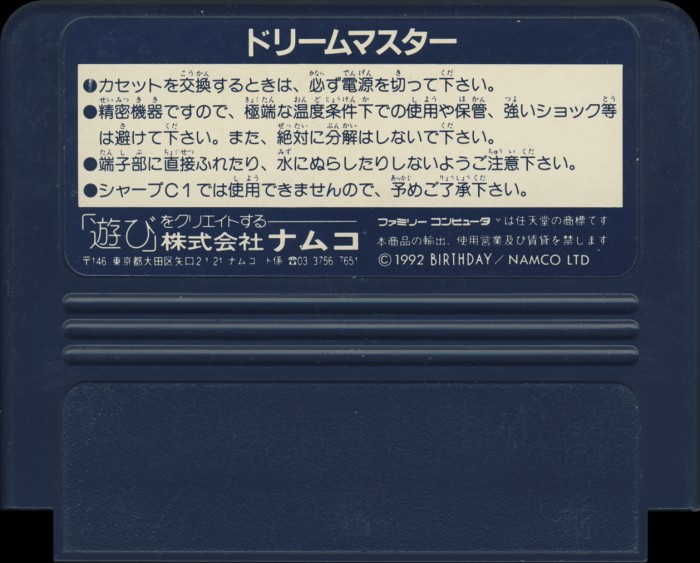 ドリームマスター
●カセットを交換するときは、必ず電源を切って下さい。
●精密機器ですので、極端な温度条件下での使用や保管、強いショック等
は避けて下さい。また、絶対に分解はしないで下さい。
●端子部に直接ふれたり、水にぬらしたりしないようご注意下さい。
●シャープC1では使用できませんので、予めご了承下さい。
「遊び」をクリエイトする
株式会社 ナムコ
〒146 東京都大田区矢口2 1 21 ナムコ ト係 ☎03 3756 7651
ファミリー コンピュータ™は任天堂の商標です
本商品の輸出、使用営業及び賃貸を禁じます
©1992 BIRTHDAY / NAMCO LTD